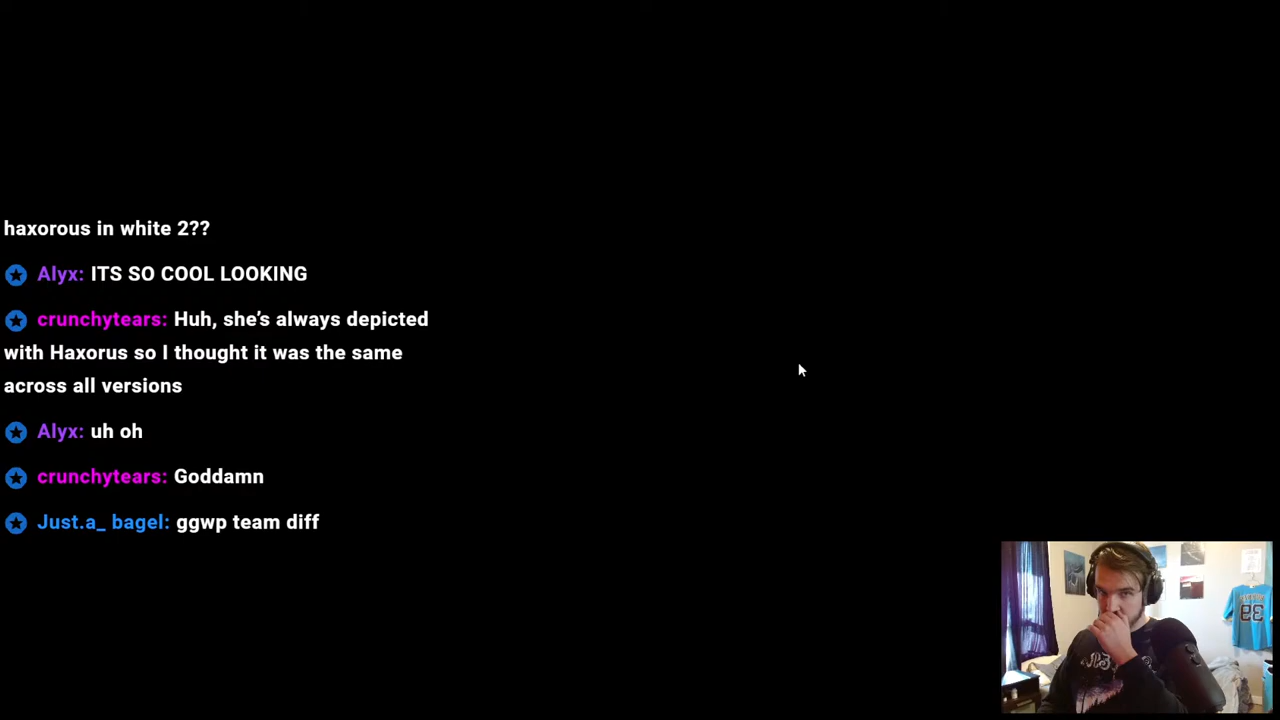 haxorous in white 2??
Alyx: ITS SO COOL LOOKING
crunchytears: Huh, she’s always depicted
with Haxorus so I thought it was the same
across all versions
Alyx: uh oh
crunchytears: Goddamn
Just.a_ bagel: ggwp team diff